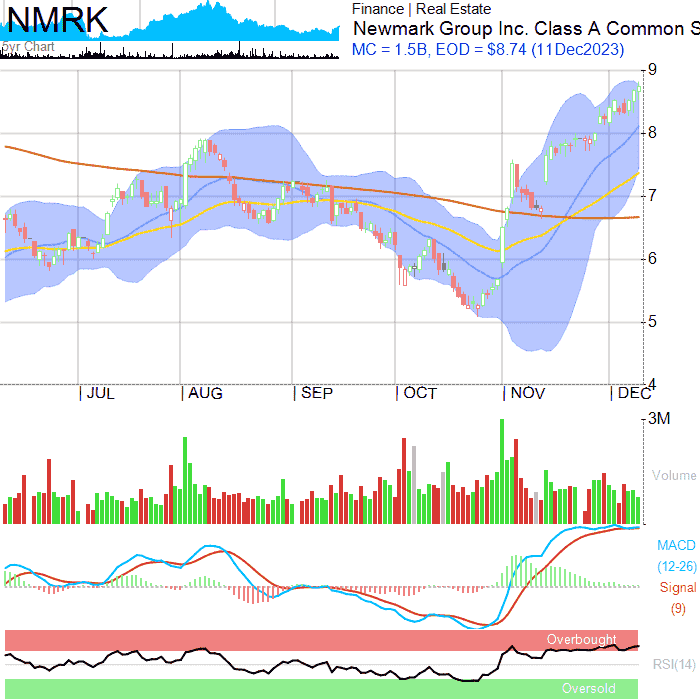 NMRK
5yr Chart
Finance | Real Estate
Newmark Group Inc. Class A Common S
MC = 1.5B, EOD = $8.74 (11Dec2023)
9
8
7
6
5
4
| JUL | AUG | SEP | OCT | NOV | DEC
3M
Volume
MACD
(12-26)
Signal
(9)
Overbought
RSI(14)
Oversold